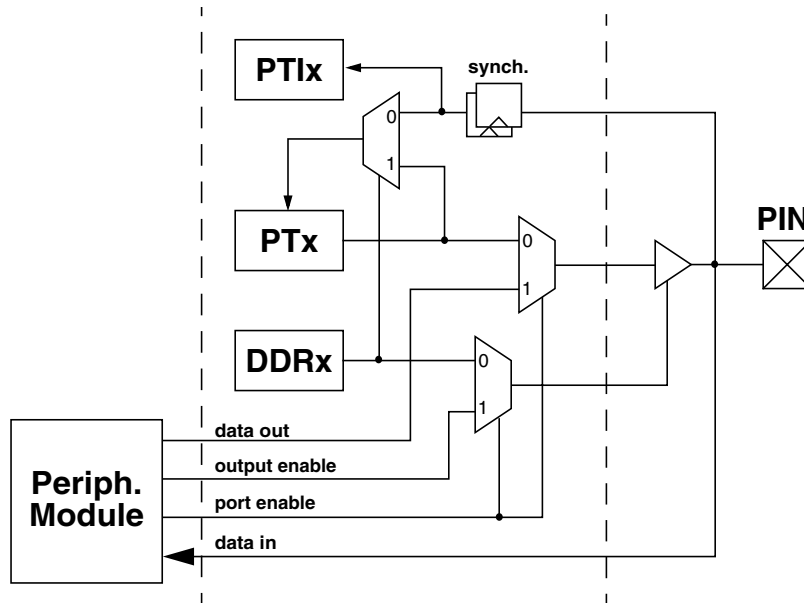 PTIx
synch.
0
1
PTx
0
PIN
1
DDRx
0
1
data out
output enable
Periph.
Module
port enable
data in